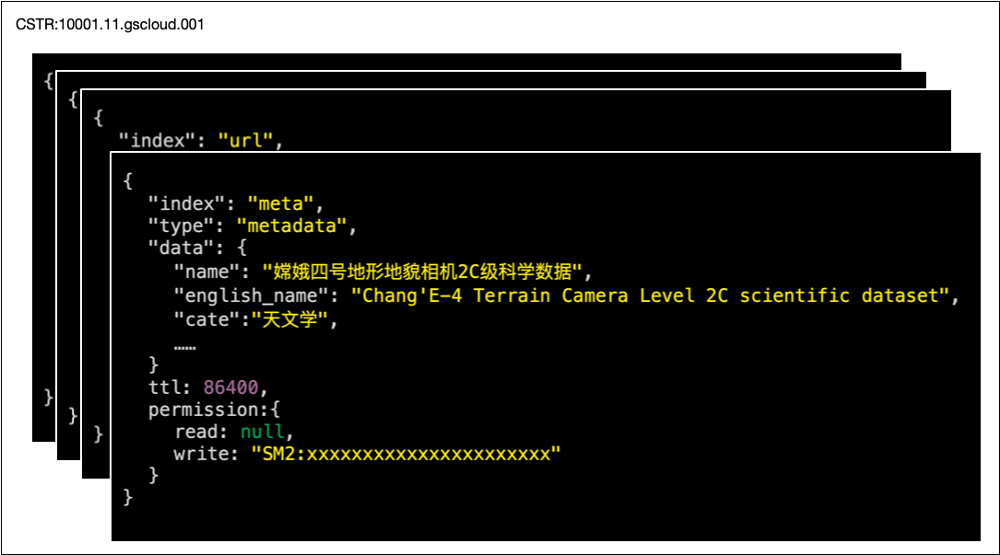 CSTR:10001.11.gscloud.001
{
{
{
"index": "url",
{
"index": "meta",
"type": "metadata",
"data": {
"name": "嫦娥四号地形地貌相机2C级科学数据",
"english_name": "Chang'E-4 Terrain Camera Level 2C scientific dataset",
"cate":"天文学",
……
}
ttl: 86400,
permission:{
read: null,
write: "SM2:xxxxxxxxxxxxxxxxxxxxxx"
}
}
}
}
}